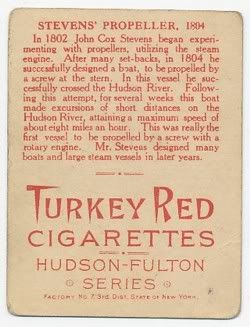 STEVENS' PROPELLER, 1804
In 1802 John Cox Stevens began experi-
menting with propellers, utilizing the steam
engine. After many set-backs, in 1804 he
successfully designed a boat, to be propelled by
a screw at the stern. In this vessel he suc-
cessfully crossed the Hudson River. Follow-
ing this attempt, for several weeks this boat
made excursions of short distances on the
Hudson River, attaining a maximum speed of
about eight miles an hour. This was really the
first vessel to be propelled by a screw with a
rotary engine. Mr. Stevens designed many
boats and large steam vessels in later years.
TURKEY RED
CIGARETTES
HUDSON-FULTON
SERIES
FACTORY No. 7, 3rd. DIST. STATE OF NEW YORK.